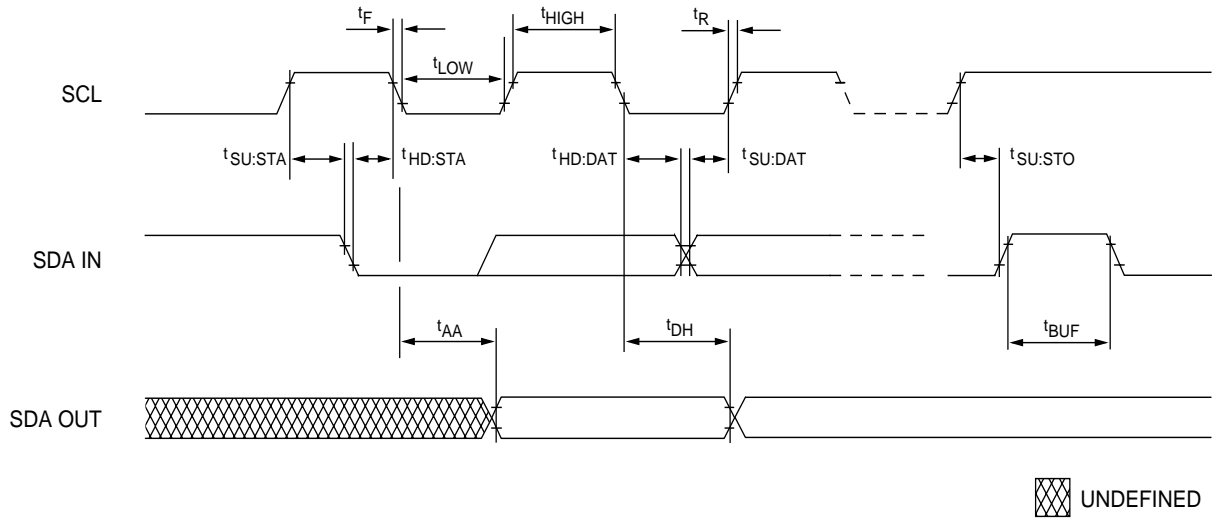 tF
tHIGH
tR
tLOW
SCL
tSU:STA
tHD:STA
tHD:DAT
tSU:DAT
tSU:STO
SDA IN
tAA
tDH
tBUF
SDA OUT
UNDEFINED